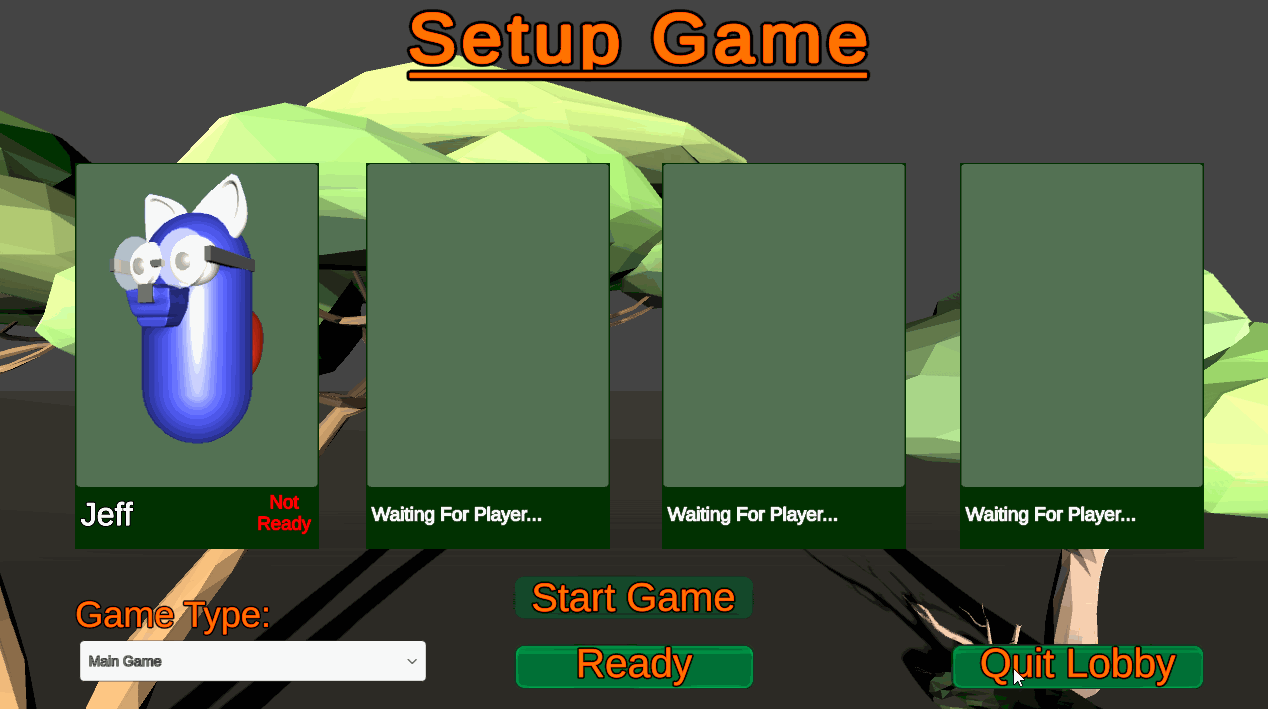 Setup Game
Jeff
Not
Ready
Waiting For Player...
Waiting For Player...
Waiting For Player...
Game Type:
Main Game
Start Game
Ready
Quit Lobby